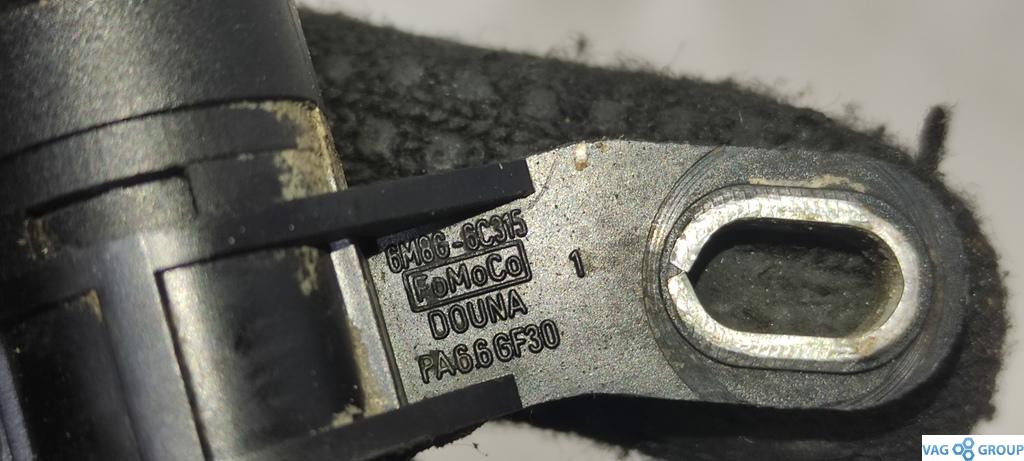 6M8G-6C315
FoMoCo
DOUNA
PA6.6 GF30
1
VAG GROUP